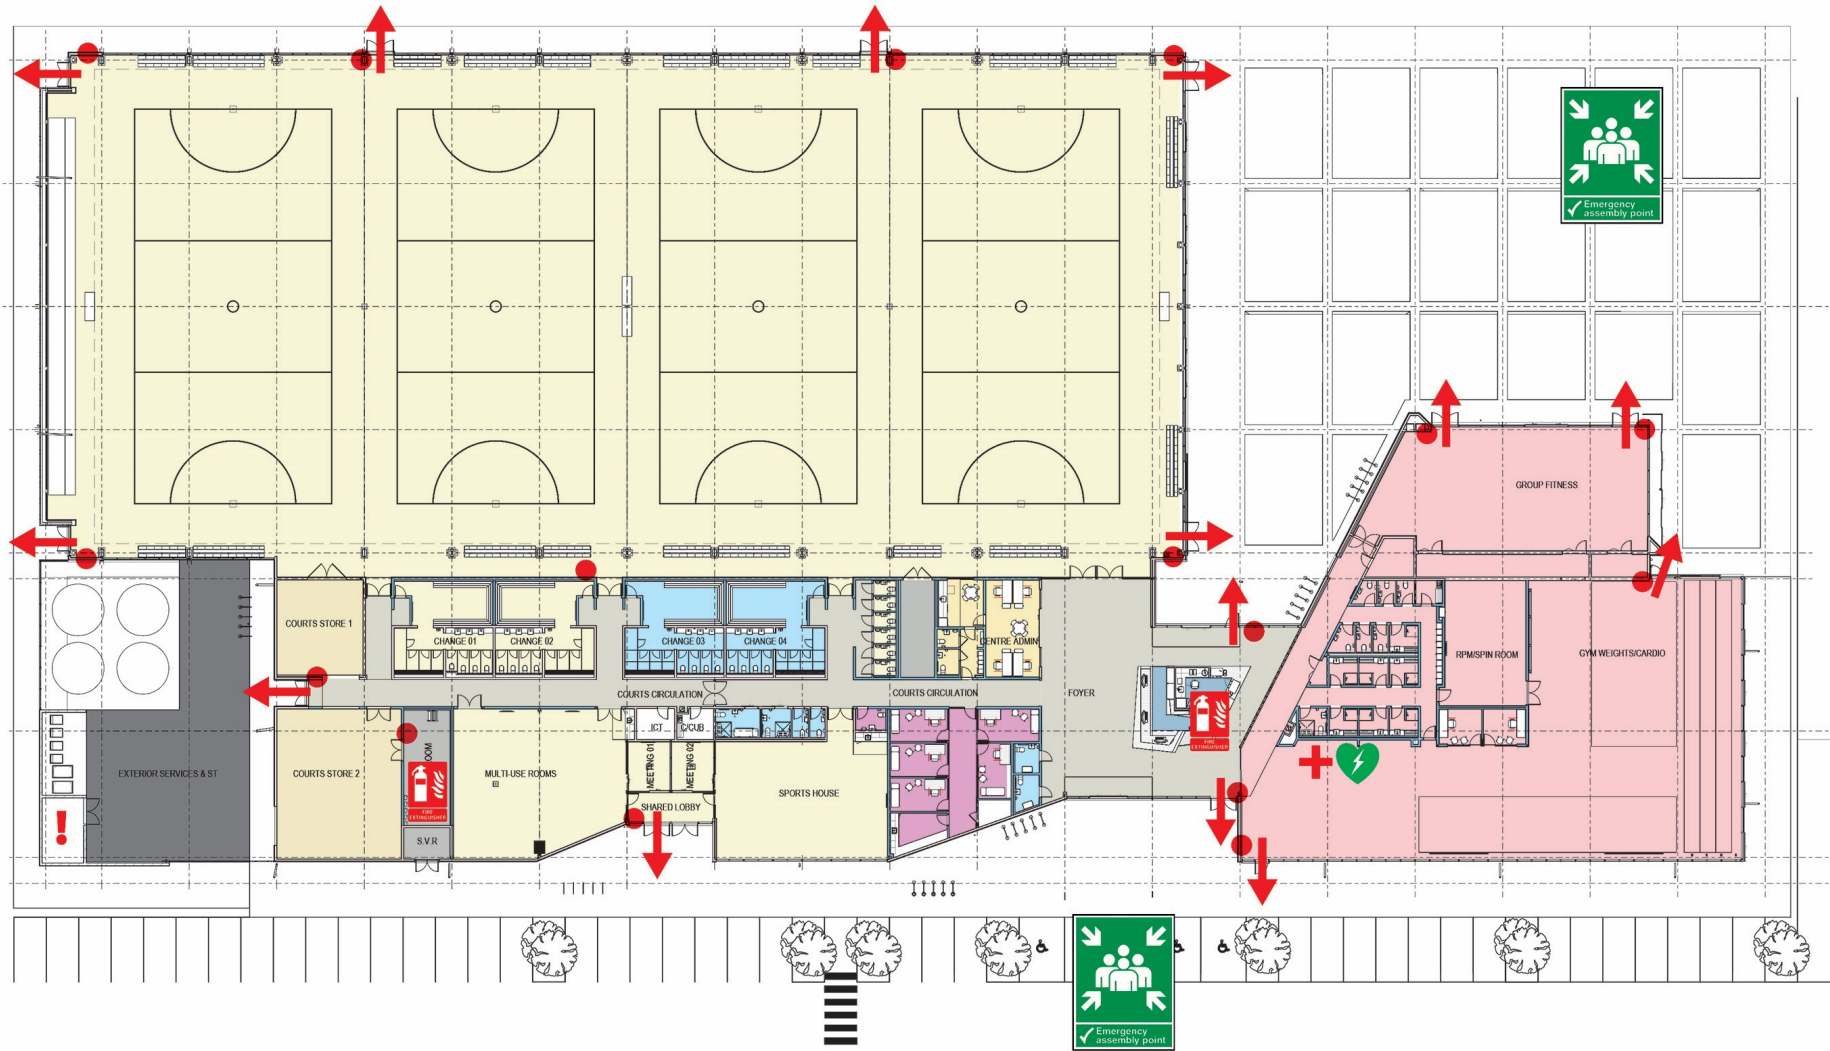 Emergency
assembly point
GROUP FITNESS
COURTS STORE 1
CHANGE 01
CHANGE 02
CHANGE 03
CHANGE 04
CENTRE ADMIN
RPM/SPIN ROOM
GYM WEIGHTS/CARDIO
COURTS CIRCULATION
COURTS CIRCULATION
FOYER
ICT
C/CUB
FIRE
EXTINGUISHER
EXTERIOR SERVICES & ST
COURTS STORE 2
OOM
MULTI-USE ROOMS
MEETING 01
MEETING 02
SPORTS HOUSE
SHARED LOBBY
FIRE
EXTINGUISHER
S.V.R
Emergency
assembly point